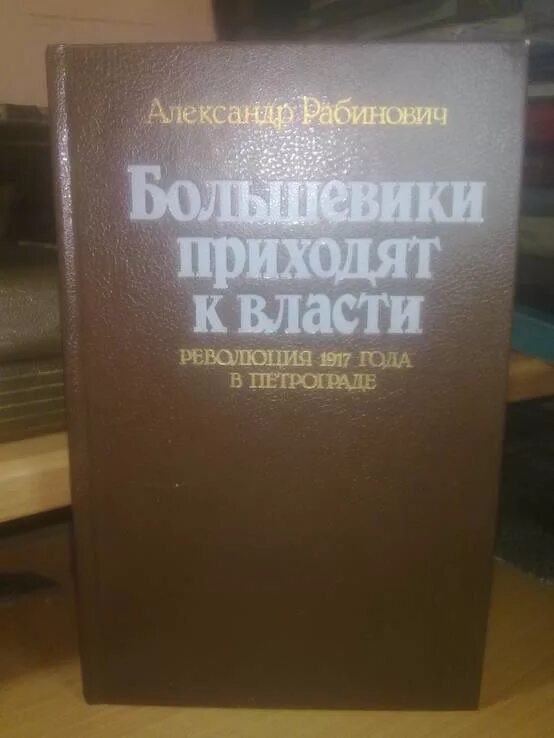 Александр Рабинович
Большевики
приходят
к власти
РЕВОЛЮЦИЯ 1917 ГОДА
В ПЕТРОГРАДЕ